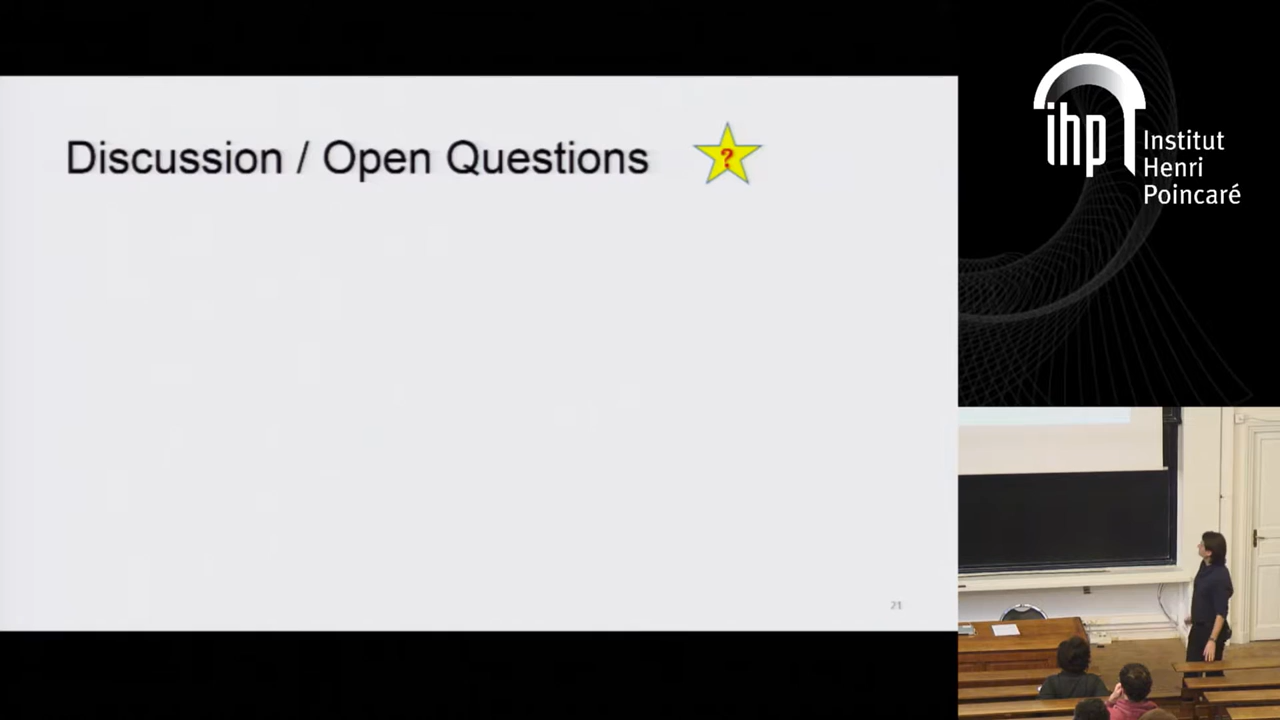 Discussion / Open Questions
?
21
ihp
Institut
Henri
Poincaré